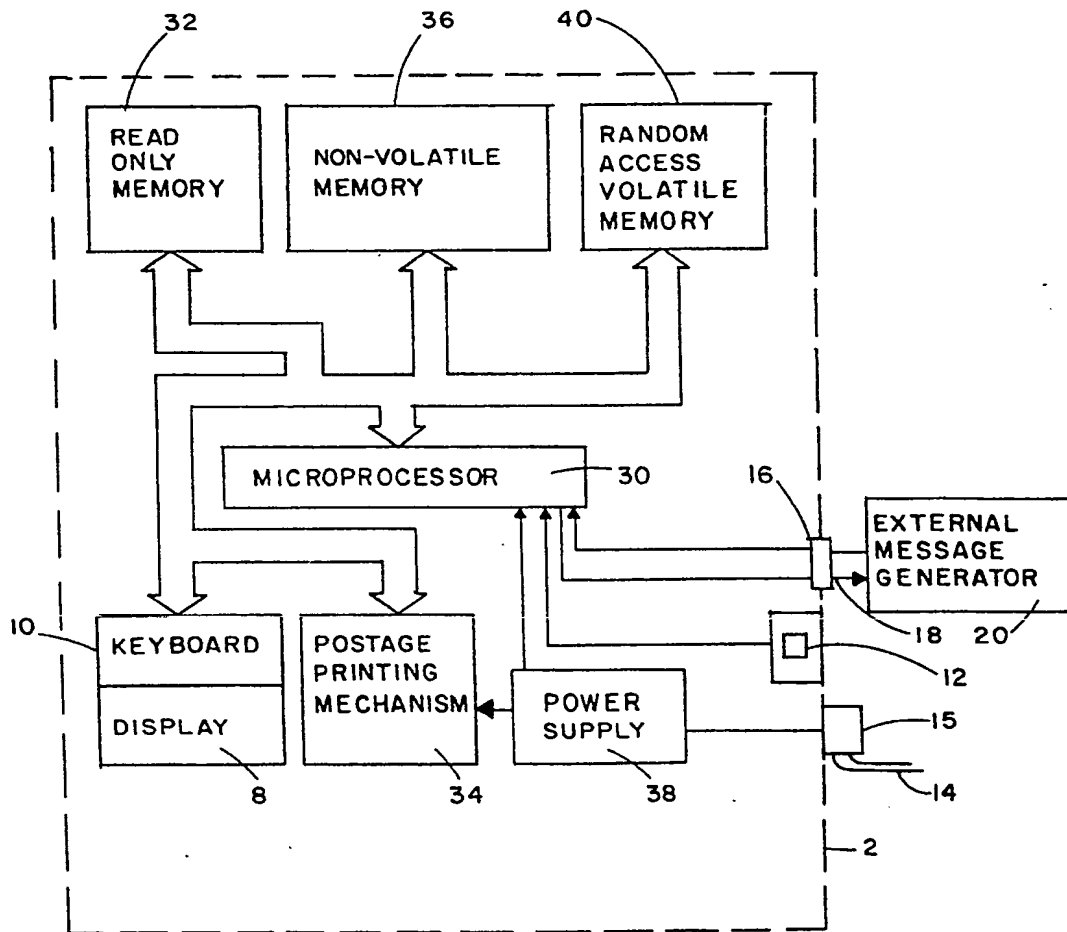 32
36
40
READ
ONLY
MEMORY
NON-VOLATILE
MEMORY
RANDOM
ACCESS
VOLATILE
MEMORY
MICROPROCESSOR
30
16
EXTERNAL
MESSAGE
GENERATOR
18
20
10
KEYBOARD
DISPLAY
8
POSTAGE
PRINTING
MECHANISM
34
POWER
SUPPLY
38
12
15
14
2